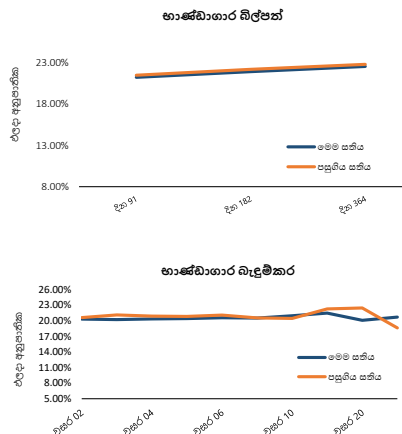 භාණ්ඩාගාර බිල්පත්
ඵලදා අනුපාතික
23.00%
18.00%
13.00%
8.00%
මෙම සතිය
පසුගිය සතිය
දින 91
දින 182
දින 364
භාණ්ඩාගාර බැඳුම්කර
ඵලදා අනුපාතික
26.00%
23.00%
20.00%
17.00%
14.00%
11.00%
8.00%
5.00%
මෙම සතිය
පසුගිය සතිය
වසර 02
වසර 04
වසර 06
වසර 10
වසර 20